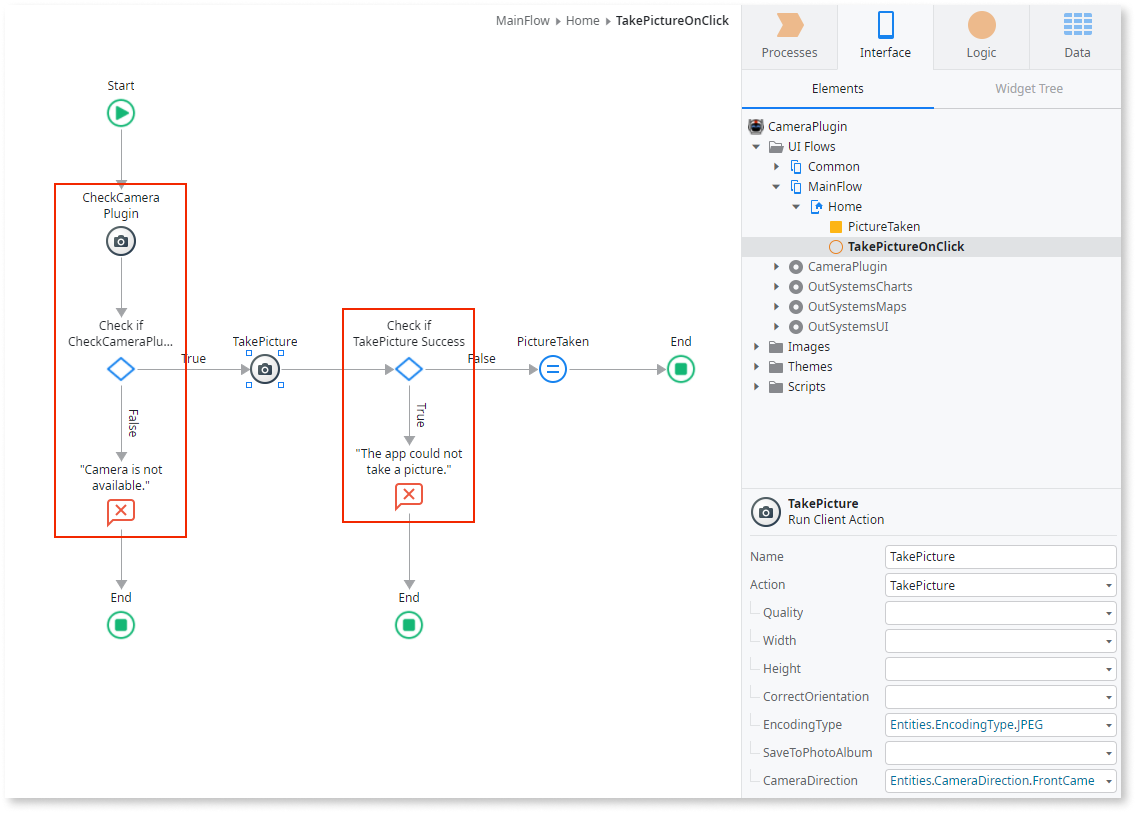 MainFlow Home TakePictureOnClick
Start
CheckCamera
Plugin
Check if
CheckCameraPlu...
True
False
"Camera is not
available."
End
TakePicture
Check if
TakePicture Success
False
True
"The app could not
take a picture."
End
PictureTaken
End
Processes
Interface
Logic
Data
Elements
Widget Tree
CameraPlugin
UI Flows
Common
MainFlow
Home
PictureTaken
TakePictureOnClick
CameraPlugin
OutSystemsCharts
OutSystemsMaps
OutSystemsUI
Images
Themes
Scripts
TakePicture
Run Client Action
Name TakePicture
Action TakePicture
Quality
Width
Height
CorrectOrientation
EncodingType Entities.EncodingType.JPEG
SaveToPhotoAlbum
CameraDirection Entities.CameraDirection.FrontCame